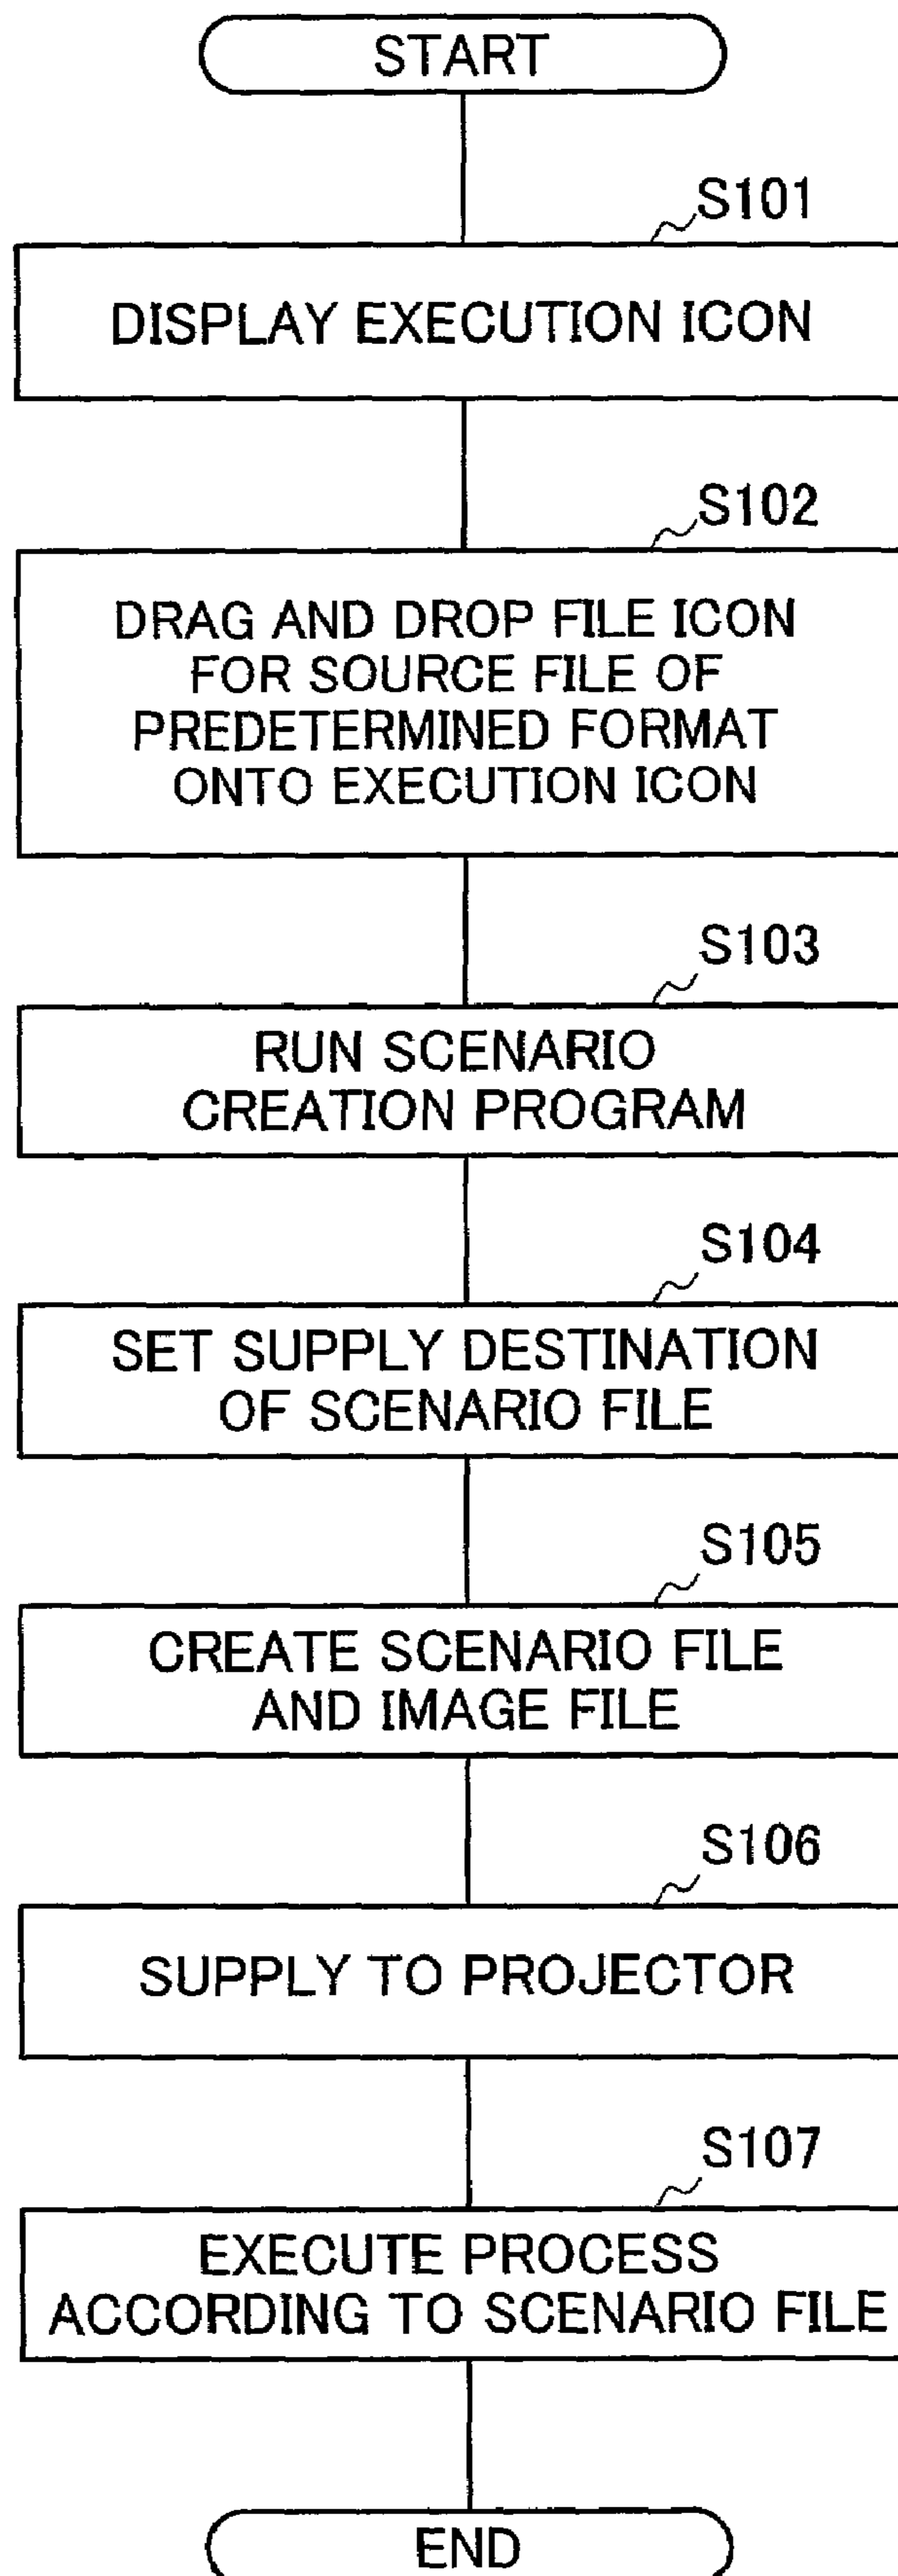 START
S101
DISPLAY EXECUTION ICON
S102
DRAG AND DROP FILE ICON
FOR SOURCE FILE OF
PREDETERMINED FORMAT
ONTO EXECUTION ICON
S103
RUN SCENARIO
CREATION PROGRAM
S104
SET SUPPLY DESTINATION
OF SCENARIO FILE
S105
CREATE SCENARIO FILE
AND IMAGE FILE
S106
SUPPLY TO PROJECTOR
S107
EXECUTE PROCESS
ACCORDING TO SCENARIO FILE
END